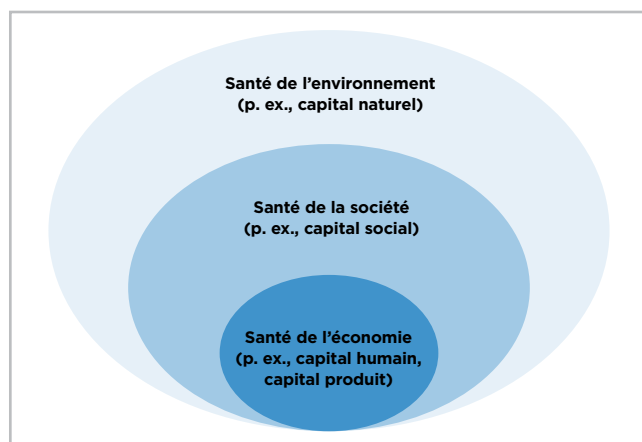 Santé de l’environnement
(p. ex., capital naturel)
Santé de la société
(p. ex., capital social)
Santé de l’économie
(p. ex., capital humain,
capital produit)